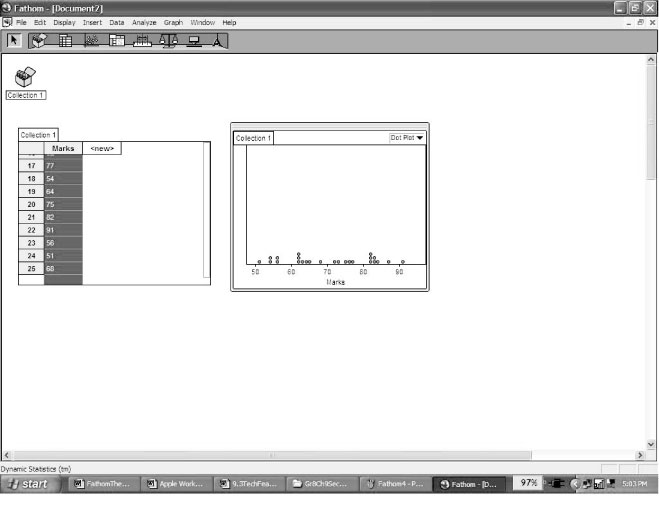 Fathom - [Document7]
File Edit Display Insert Data Analyze Graph Window Help
Collection 1
Collection 1
Marks <new>
17 77
18 54
19 64
20 75
21 82
22 91
23 56
24 51
25 68
Collection 1 Dot Plot
50 60 70 80 90
Marks
Dynamic Statistics (tm)
start FathomThe... Apple Work... 9.3TechFea... Gr8Ch9Sec... Fathom4 - P... Fathom - [D... 97% 5:03 PM